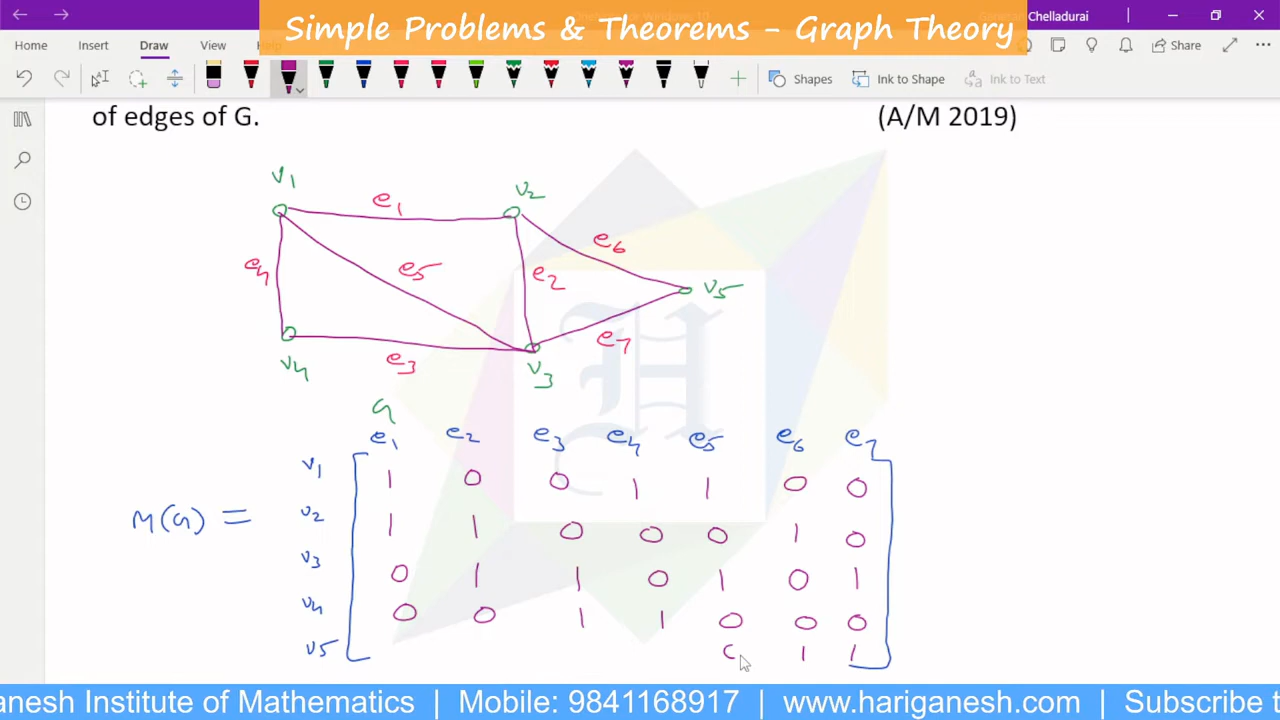 Simple Problems & Theorems - Graph Theory
Chelladurai
Home Insert Draw View
Share
Shapes Ink to Shape Ink to Text
of edges of G. (A/M 2019)
v1 e1 v2
e6
e4 e5 e2 v5
e7
v4 e3 v3
G
e1 e2 e3 e4 e5 e6 e7
v1 1 0 0 1 1 0 0
M(G) =
v2 1 1 0 0 0 1 0
v3 0 1 1 0 1 0 1
v4 0 0 1 1 0 0 0
v5 1 1
anesh Institute of Mathematics | Mobile: 9841168917 | www.hariganesh.com | Subscribe t